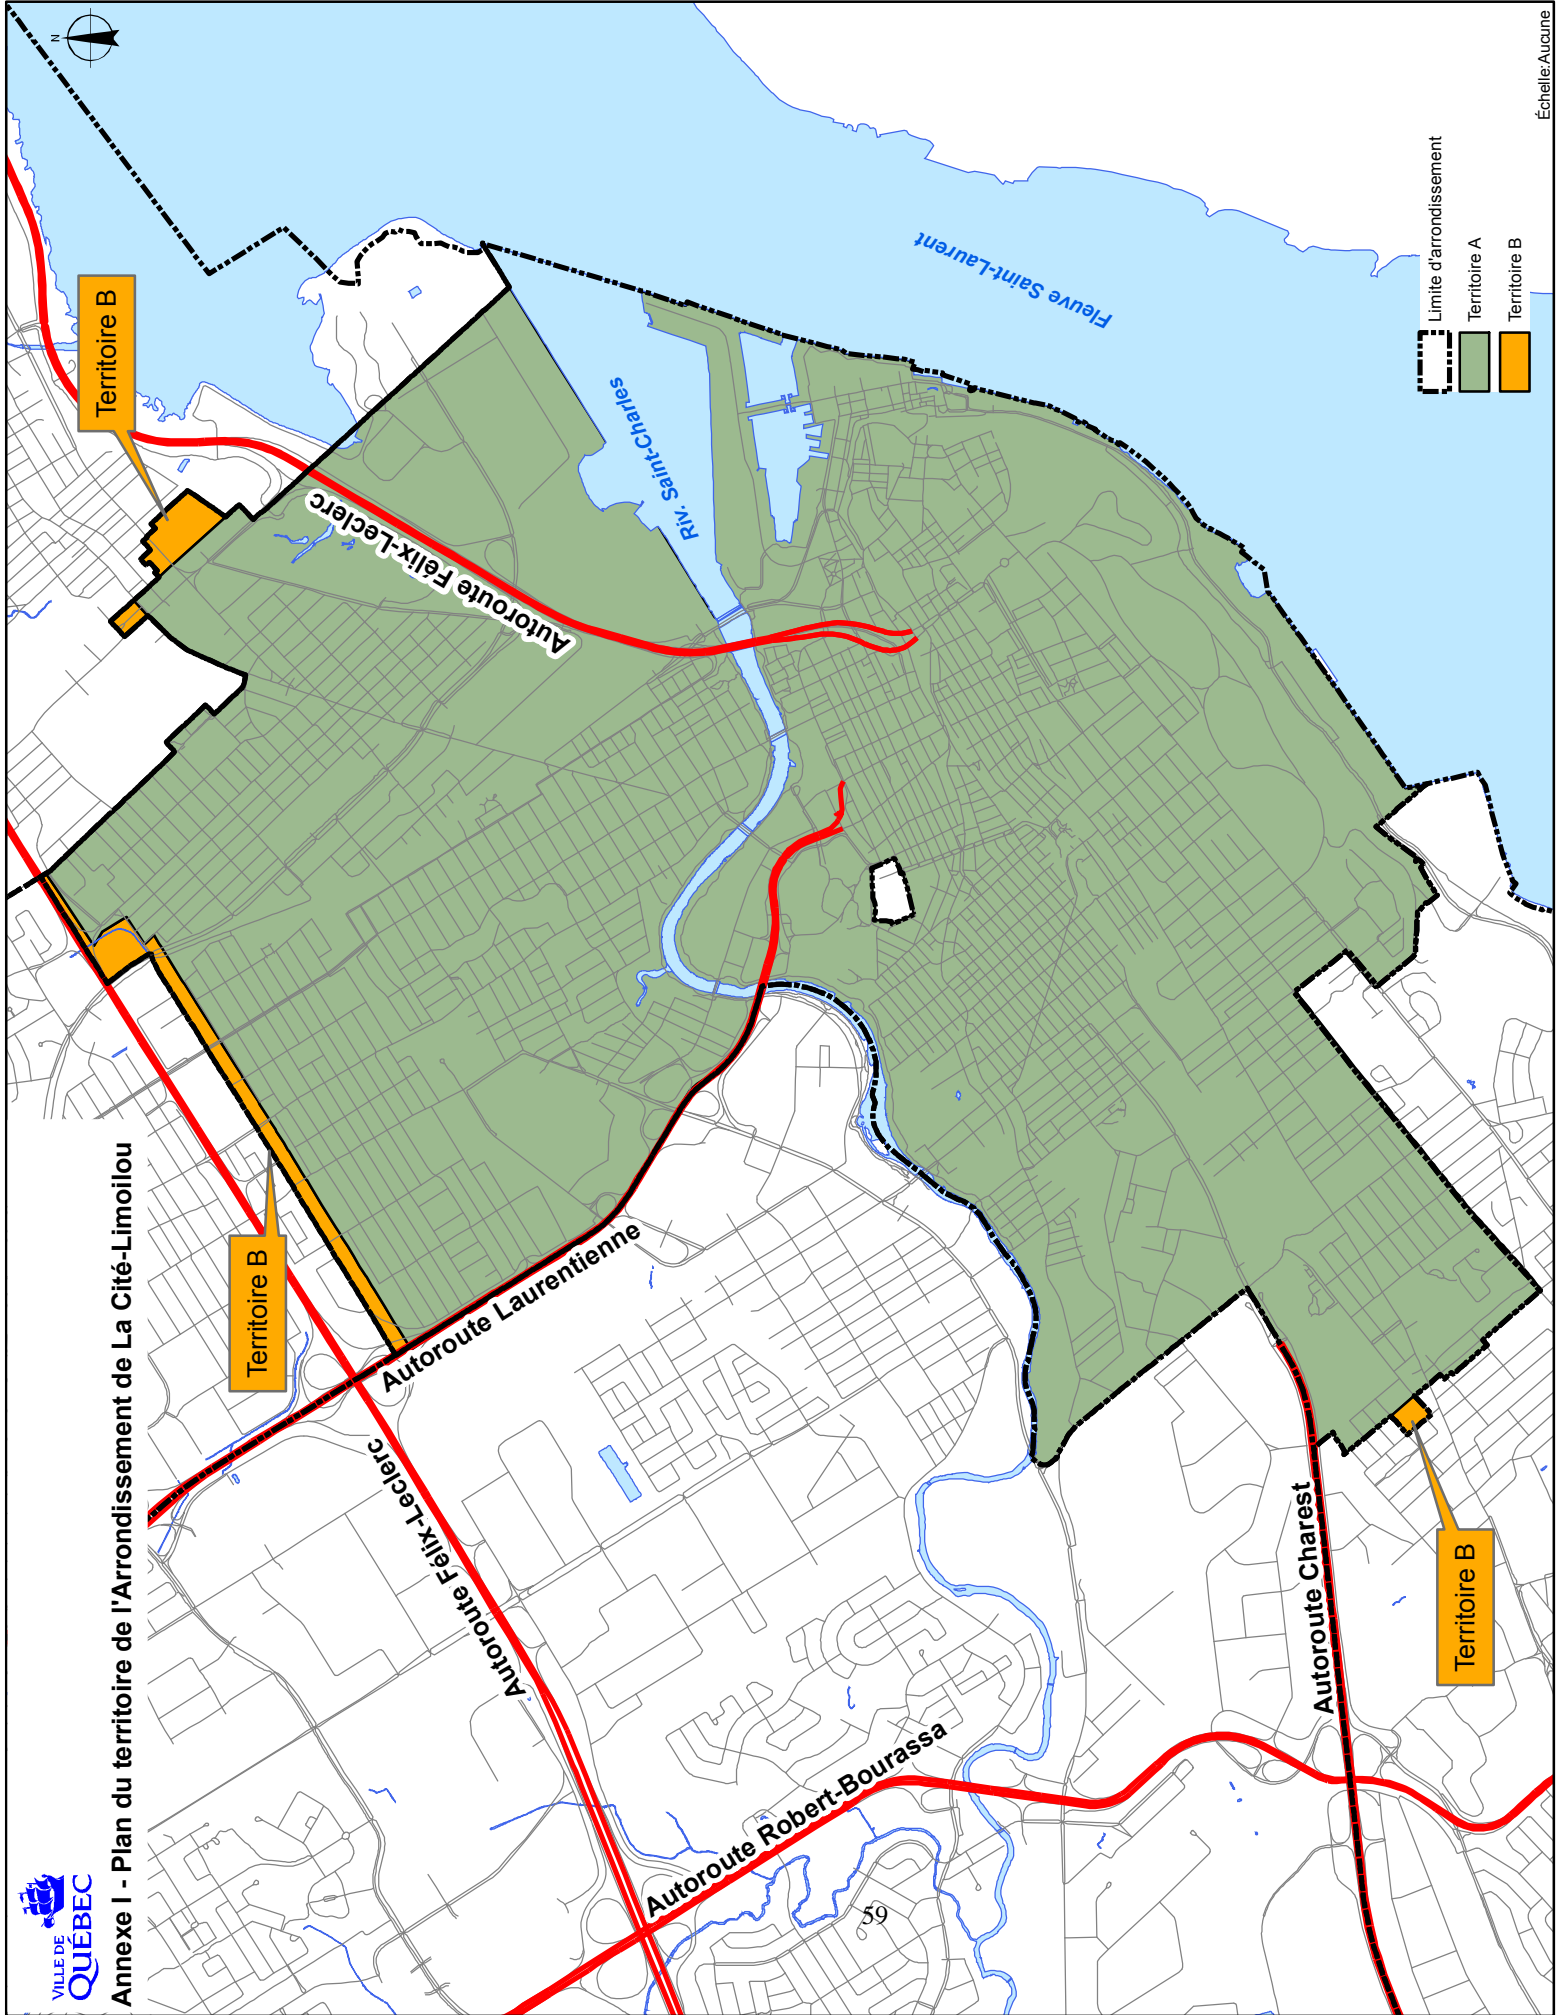 VILLE DE
QUÉBEC
Annexe I - Plan du territoire de l'Arrondissement de La Cité-Limoilou
N
Territoire B
Territoire B
Territoire B
Autoroute Félix-Leclerc
Autoroute Félix-Leclerc
Autoroute Laurentienne
Autoroute Robert-Bourassa
Autoroute Charest
Riv. Saint-Charles
Fleuve Saint-Laurent
Limite d'arrondissement
Territoire A
Territoire B
Échelle:Aucune
59